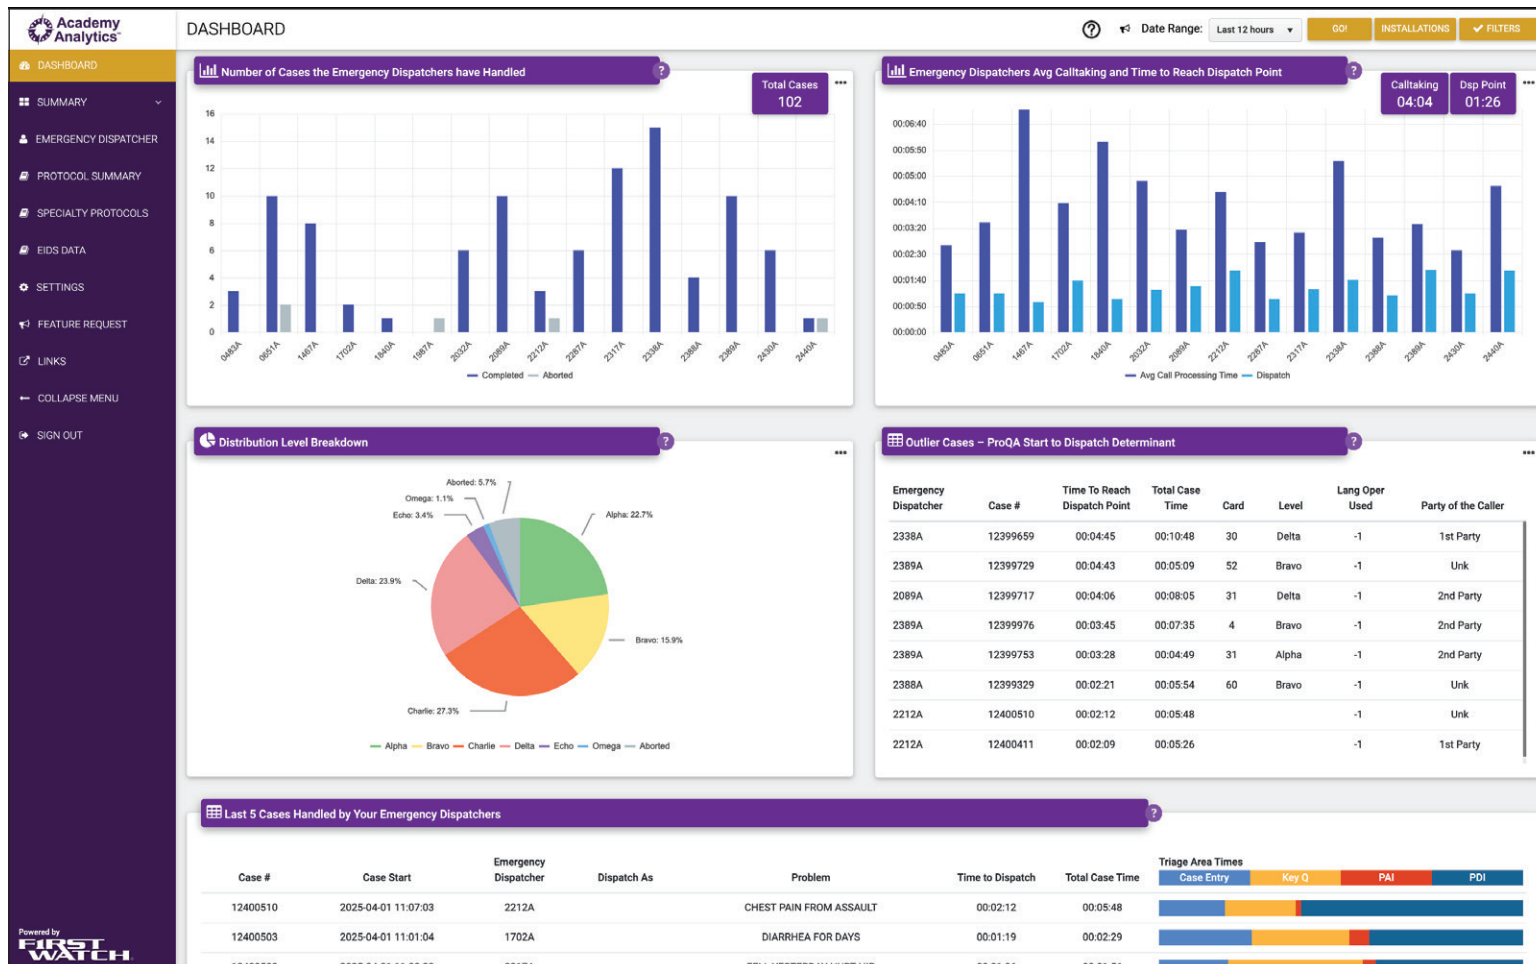 Academy
Analytics
DASHBOARD
Date Range:
Last 12 hours
GO!
INSTALLATIONS
FILTERS
DASHBOARD
SUMMARY
EMERGENCY DISPATCHER
PROTOCOL SUMMARY
SPECIALTY PROTOCOLS
EIDS DATA
SETTINGS
FEATURE REQUEST
LINKS
COLLAPSE MENU
SIGN OUT
Powered by
FIRST
WATCH
Number of Cases the Emergency Dispatchers have Handled ?
Total Cases
102
16
14
12
10
8
6
4
2
0
0483A 0651A 1467A 1702A 1840A 1987A 2032A 2089A 2212A 2287A 2317A 2338A 2388A 2389A 2430A 2440A
Completed Aborted
Emergency Dispatchers Avg Calltaking and Time to Reach Dispatch Point ?
Calltaking Dsp Point
04:04 01:26
00:06:40
00:05:50
00:05:00
00:04:10
00:03:20
00:02:30
00:01:40
00:00:50
00:00:00
0483A 0651A 1467A 1702A 1840A 2032A 2089A 2212A 2287A 2317A 2338A 2388A 2389A 2430A 2440A
Avg Call Processing Time Dispatch
Distribution Level Breakdown ?
Aborted: 5.7%
Omega: 1.1%
Echo: 3.4%
Alpha: 22.7%
Delta: 23.9%
Bravo: 15.9%
Charlie: 27.3%
Alpha Bravo Charlie Delta Echo Omega Aborted
Outlier Cases – ProQA Start to Dispatch Determinant ?
Emergency Time To Reach Total Case Lang Oper
Dispatcher Case # Dispatch Point Time Card Level Used Party of the Caller
2338A 12399659 00:04:45 00:10:48 30 Delta -1 1st Party
2389A 12399729 00:04:43 00:05:09 52 Bravo -1 Unk
2089A 12399717 00:04:06 00:08:05 31 Delta -1 2nd Party
2389A 12399976 00:03:45 00:07:35 4 Bravo -1 2nd Party
2389A 12399753 00:03:28 00:04:49 31 Alpha -1 2nd Party
2388A 12399329 00:02:21 00:05:54 60 Bravo -1 Unk
2212A 12400510 00:02:12 00:05:48 -1 Unk
2212A 12400411 00:02:09 00:05:26 -1 1st Party
Last 5 Cases Handled by Your Emergency Dispatchers ?
Emergency Triage Area Times
Case # Case Start Dispatcher Dispatch As Problem Time to Dispatch Total Case Time Case Entry Key Q PAI PDI
12400510 2025-04-01 11:07:03 2212A CHEST PAIN FROM ASSAULT 00:02:12 00:05:48
12400503 2025-04-01 11:01:04 1702A DIARRHEA FOR DAYS 00:01:19 00:02:29